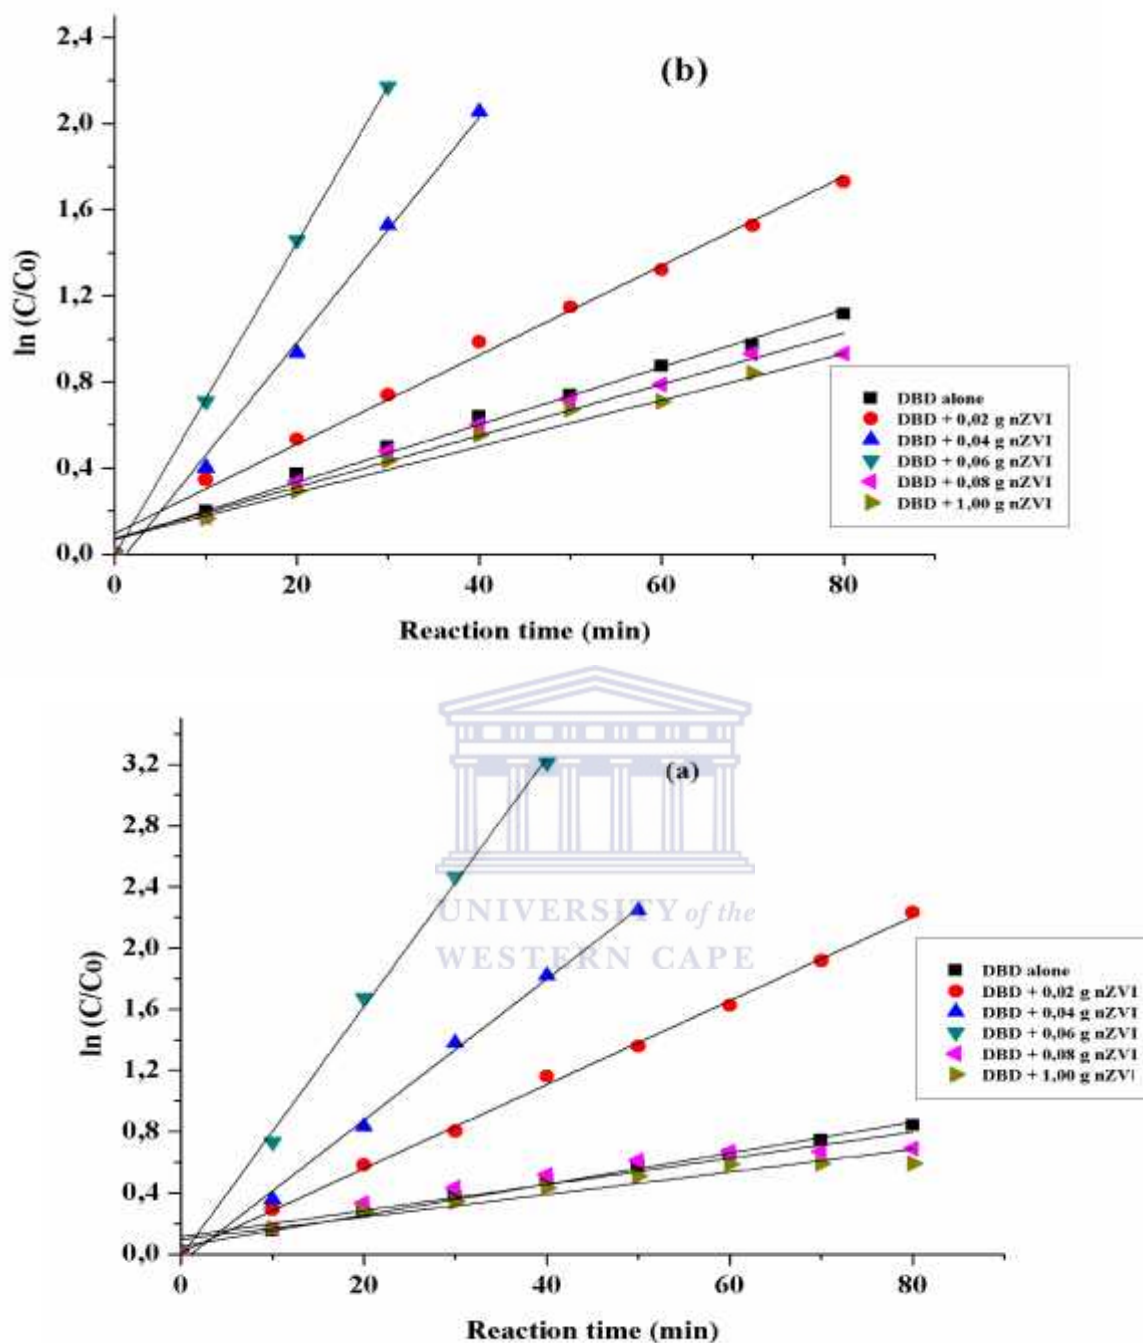 (b)
2,4
2,0
1,6
1,2
0,8
0,4
0,0
ln (C/Co)
0 20 40 60 80
Reaction time (min)
DBD alone
DBD + 0,02 g nZVI
DBD + 0,04 g nZVI
DBD + 0,06 g nZVI
DBD + 0,08 g nZVI
DBD + 1,00 g nZVI
(a)
3,2
2,8
2,4
2,0
1,6
1,2
0,8
0,4
0,0
ln (C/Co)
UNIVERSITY of the
WESTERN CAPE
0 20 40 60 80
Reaction time (min)
DBD alone
DBD + 0,02 g nZVI
DBD + 0,04 g nZVI
DBD + 0,06 g nZVI
DBD + 0,08 g nZVI
DBD + 1,00 g nZVI